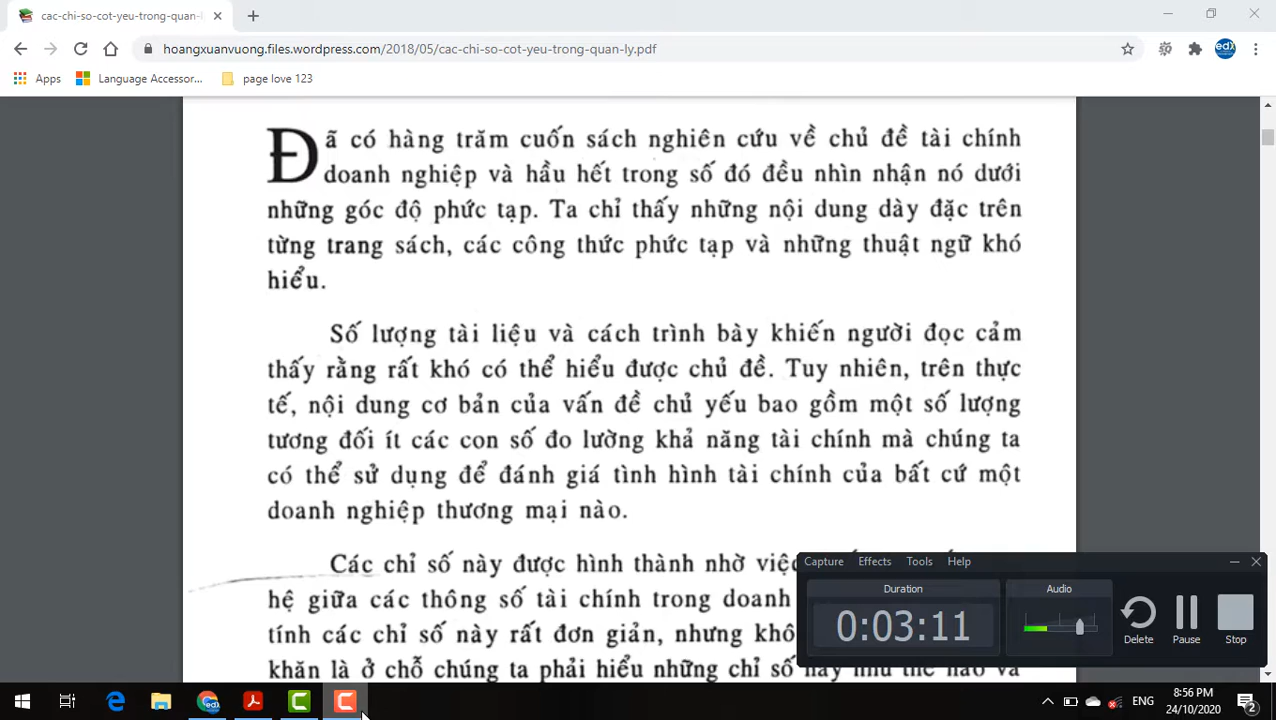 cac-chi-so-cot-yeu-trong-quan-l
hoangxuanvuong.files.wordpress.com/2018/05/cac-chi-so-cot-yeu-trong-quan-ly.pdf
Apps Language Accessor... page love 123
Đã có hàng trăm cuốn sách nghiên cứu về chủ đề tài chính
doanh nghiệp và hầu hết trong số đó đều nhìn nhận nó dưới
những góc độ phức tạp. Ta chỉ thấy những nội dung dày đặc trên
từng trang sách, các công thức phức tạp và những thuật ngữ khó
hiểu.
Số lượng tài liệu và cách trình bày khiến người đọc cảm
thấy rằng rất khó có thể hiểu được chủ đề. Tuy nhiên, trên thực
tế, nội dung cơ bản của vấn đề chủ yếu bao gồm một số lượng
tương đối ít các con số đo lường khả năng tài chính mà chúng ta
có thể sử dụng để đánh giá tình hình tài chính của bất cứ một
doanh nghiệp thương mại nào.
Các chỉ số này được hình thành nhờ việc
hệ giữa các thông số tài chính trong doanh
tính các chỉ số này rất đơn giản, nhưng
khăn là ở chỗ chúng ta phải hiểu những chỉ số này như thế nào và
Capture Effects Tools Help
Duration
0:03:11
Audio
Delete
Pause
Stop
edX
ENG
8:56 PM
24/10/2020
2